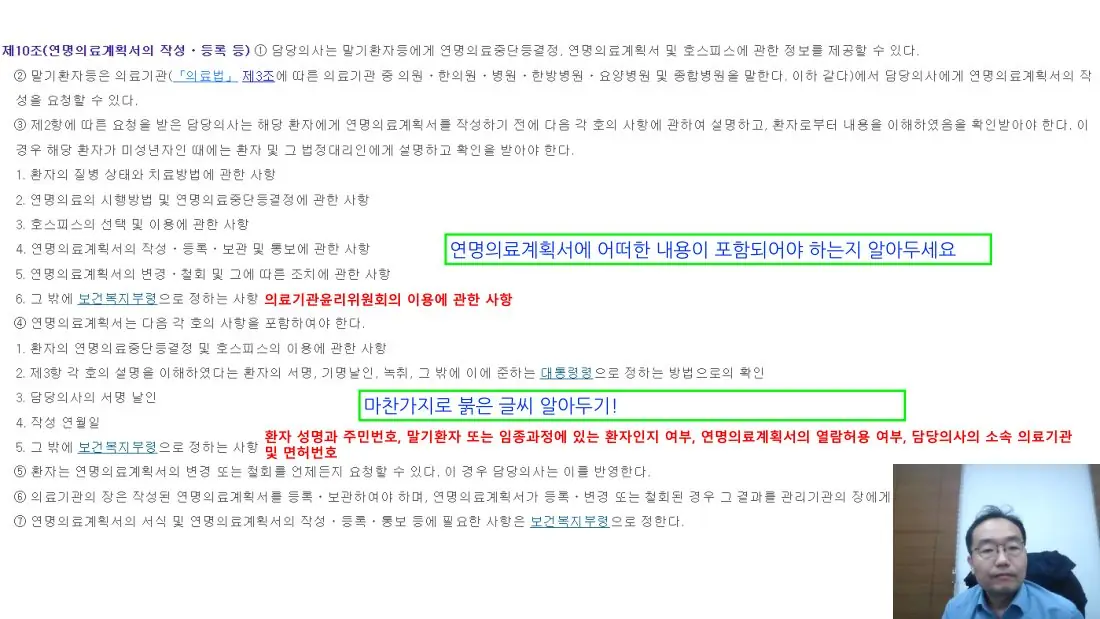 제10조(연명의료계획서의 작성ㆍ등록 등) ① 담당의사는 말기환자등에게 연명의료중단등결정, 연명의료계획서 및 호스피스에 관한 정보를 제공할 수 있다.
② 말기환자등은 의료기관(「의료법」 제3조에 따른 의료기관 중 의원ㆍ한의원ㆍ병원ㆍ한방병원ㆍ요양병원 및 종합병원을 말한다. 이하 같다)에서 담당의사에게 연명의료계획서의 작
성을 요청할 수 있다.
③ 제2항에 따른 요청을 받은 담당의사는 해당 환자에게 연명의료계획서를 작성하기 전에 다음 각 호의 사항에 관하여 설명하고, 환자로부터 내용을 이해하였음을 확인받아야 한다. 이
경우 해당 환자가 미성년자인 때에는 환자 및 그 법정대리인에게 설명하고 확인을 받아야 한다.
1. 환자의 질병 상태와 치료방법에 관한 사항
2. 연명의료의 시행방법 및 연명의료중단등결정에 관한 사항
3. 호스피스의 선택 및 이용에 관한 사항
4. 연명의료계획서의 작성ㆍ등록ㆍ보관 및 통보에 관한 사항
연명의료계획서에 어떠한 내용이 포함되어야 하는지 알아두세요
5. 연명의료계획서의 변경ㆍ철회 및 그에 따른 조치에 관한 사항
6. 그 밖에 보건복지부령으로 정하는 사항 의료기관윤리위원회의 이용에 관한 사항
④ 연명의료계획서는 다음 각 호의 사항을 포함하여야 한다.
1. 환자의 연명의료중단등결정 및 호스피스의 이용에 관한 사항
2. 제3항 각 호의 설명을 이해하였다는 환자의 서명, 기명날인, 녹취, 그 밖에 이에 준하는 대통령령으로 정하는 방법으로의 확인
3. 담당의사의 서명 날인
마찬가지로 붉은 글씨 알아두기!
4. 작성 연월일
5. 그 밖에 보건복지부령으로 정하는 사항 환자 성명과 주민번호, 말기환자 또는 임종과정에 있는 환자인지 여부, 연명의료계획서의 열람허용 여부, 담당의사의 소속 의료기관
및 면허번호
⑤ 환자는 연명의료계획서의 변경 또는 철회를 언제든지 요청할 수 있다. 이 경우 담당의사는 이를 반영한다.
⑥ 의료기관의 장은 작성된 연명의료계획서를 등록ㆍ보관하여야 하며, 연명의료계획서가 등록ㆍ변경 또는 철회된 경우 그 결과를 관리기관의 장에게
⑦ 연명의료계획서의 서식 및 연명의료계획서의 작성ㆍ등록ㆍ통보 등에 필요한 사항은 보건복지부령으로 정한다.